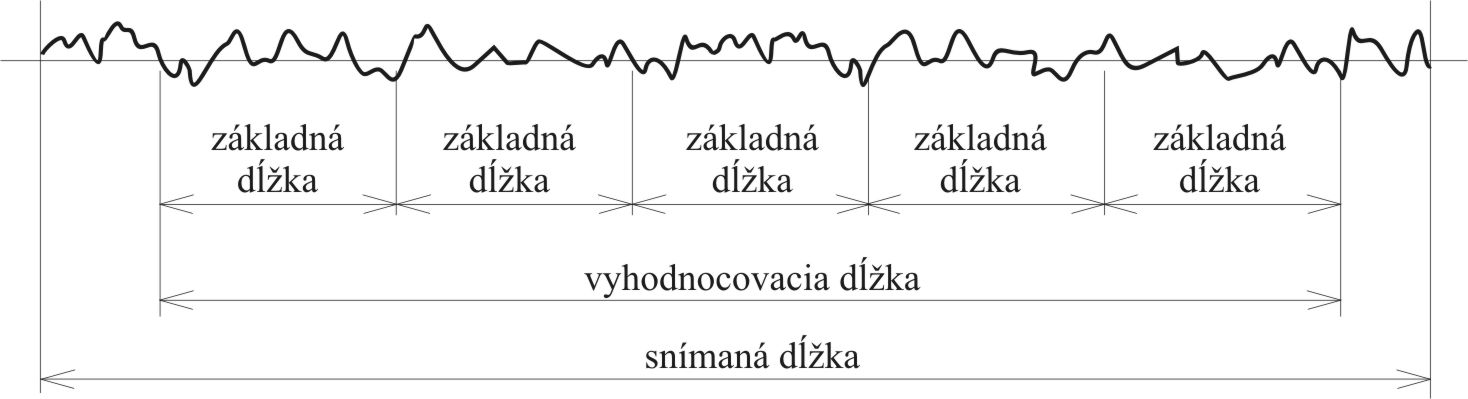 základná
dĺžka
základná
dĺžka
základná
dĺžka
základná
dĺžka
základná
dĺžka
vyhodnocovacia dĺžka
snímaná dĺžka